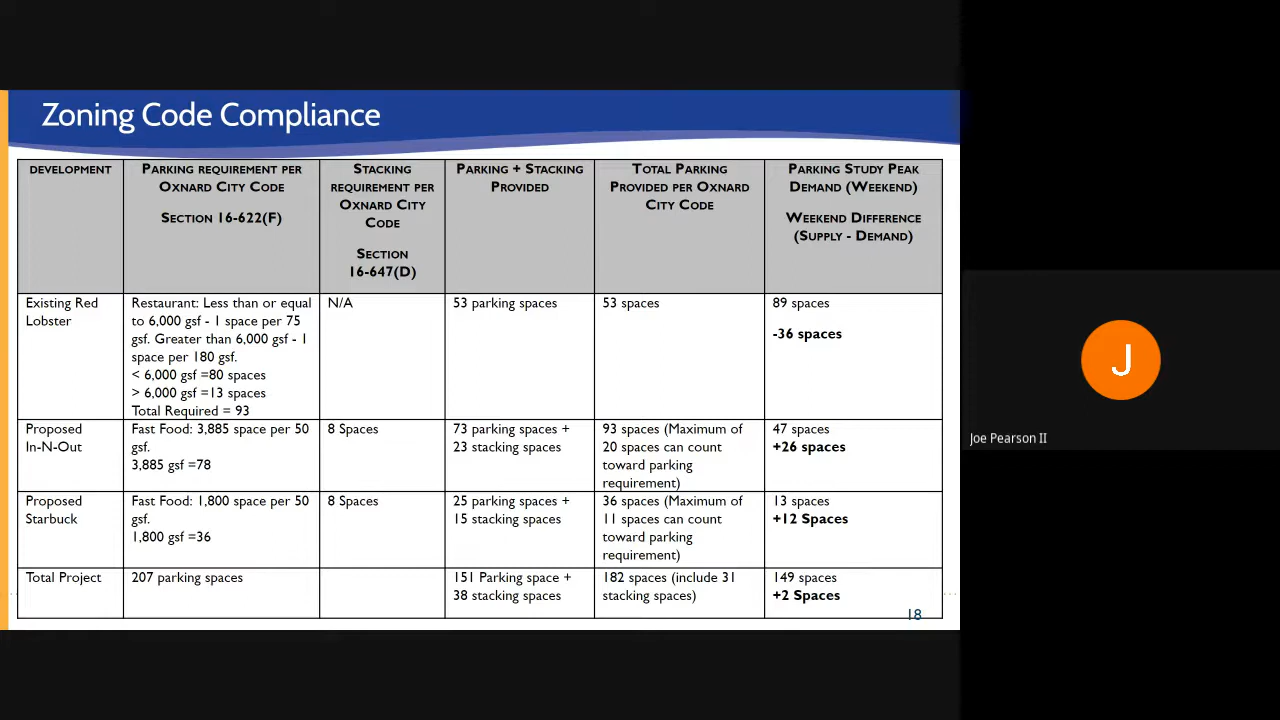 Zoning Code Compliance
DEVELOPMENT
PARKING REQUIREMENT PER
OXNARD CITY CODE
SECTION 16-622(F)
STACKING
REQUIREMENT PER
OXNARD CITY
CODE
SECTION
16-647(D)
PARKING + STACKING
PROVIDED
TOTAL PARKING
PROVIDED PER OXNARD
CITY CODE
PARKING STUDY PEAK
DEMAND (WEEKEND)
WEEKEND DIFFERENCE
(SUPPLY - DEMAND)
Existing Red
Lobster
Restaurant: Less than or equal
to 6,000 gsf - 1 space per 75
gsf. Greater than 6,000 gsf - 1
space per 180 gsf.
< 6,000 gsf =80 spaces
> 6,000 gsf =13 spaces
Total Required = 93
N/A
53 parking spaces
53 spaces
89 spaces
-36 spaces
Proposed
In-N-Out
Fast Food: 3,885 space per 50
gsf.
3,885 gsf =78
8 Spaces
73 parking spaces +
23 stacking spaces
93 spaces (Maximum of
20 spaces can count
toward parking
requirement)
47 spaces
+26 spaces
Proposed
Starbuck
Fast Food: 1,800 space per 50
gsf.
1,800 gsf =36
8 Spaces
25 parking spaces +
15 stacking spaces
36 spaces (Maximum of
11 spaces can count
toward parking
requirement)
13 spaces
+12 Spaces
Total Project
207 parking spaces
151 Parking space +
38 stacking spaces
182 spaces (include 31
stacking spaces)
149 spaces
+2 Spaces
18
J
Joe Pearson II